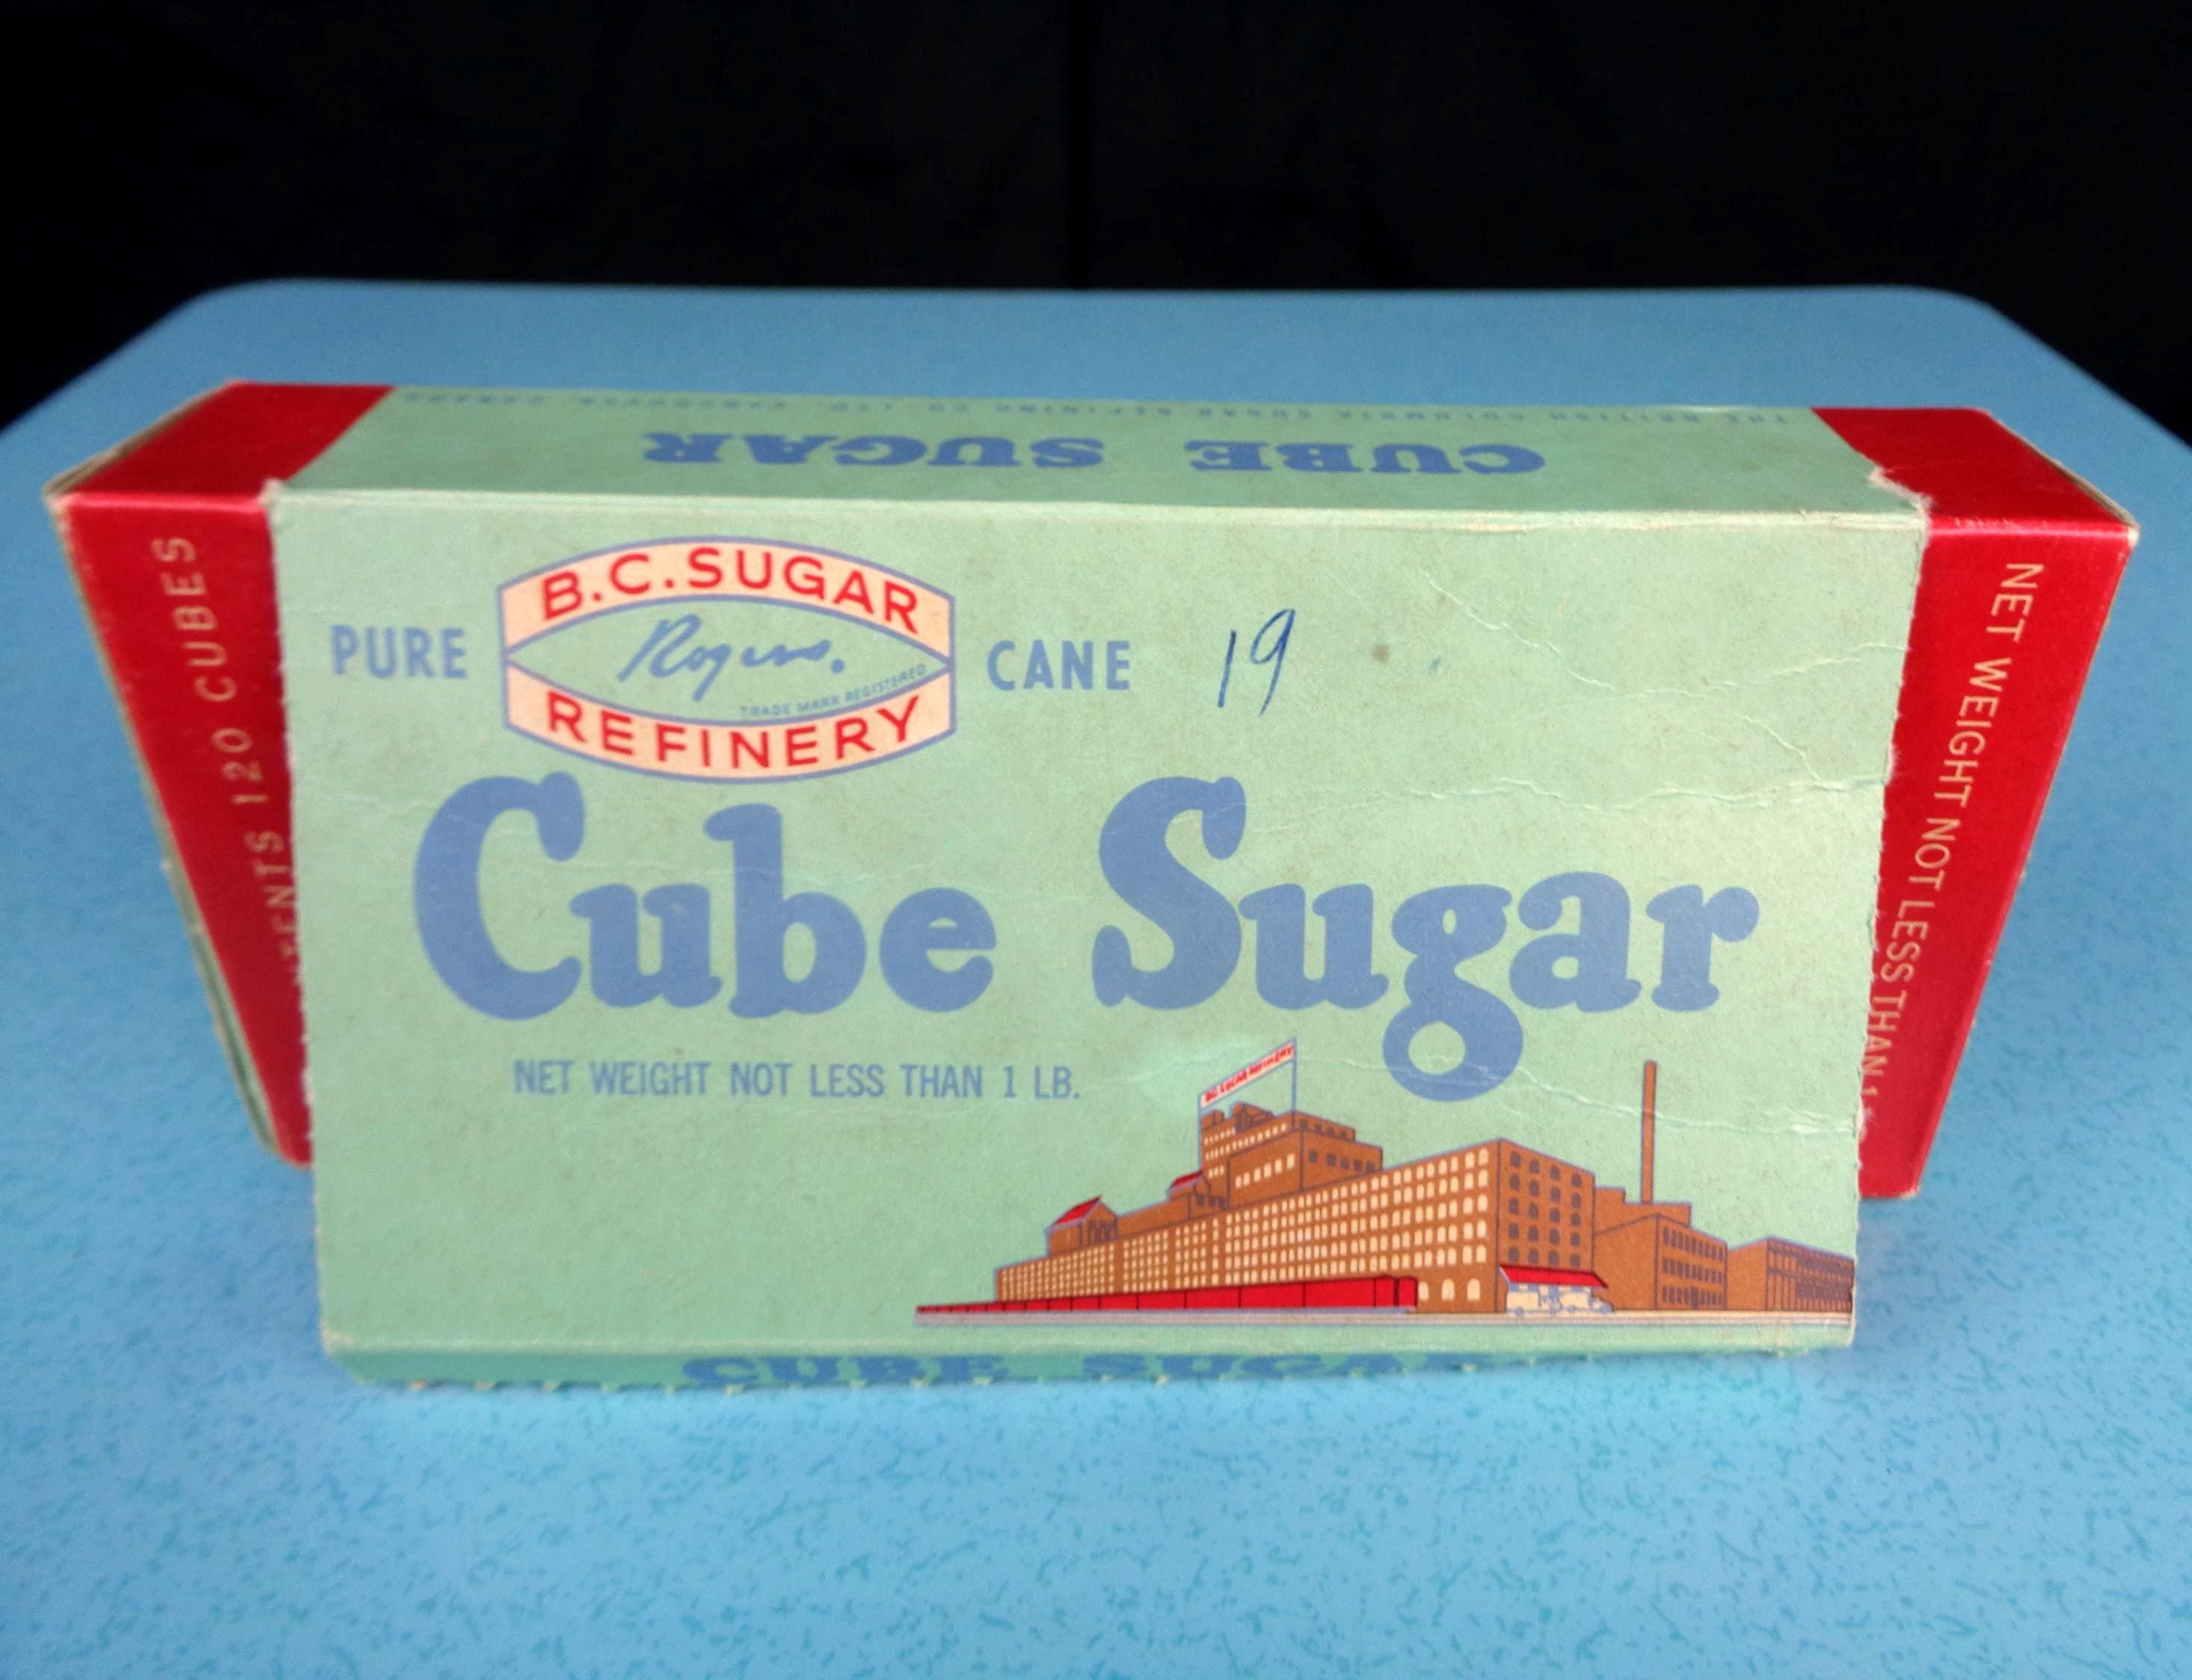 THE BRITISH COLUMBIA SUGAR REFINING CO. LTD. VANCOUVER, CANADA
CUBE SUGAR
B.C. SUGAR
PURE Rogers. CANE 19
TRADE MARK REGISTERED
REFINERY
Cube Sugar
NET WEIGHT NOT LESS THAN 1 LB.
B.C. SUGAR REFINERY
CUBE SUGAR
120 CUBES
NET WEIGHT NOT LESS THAN 1